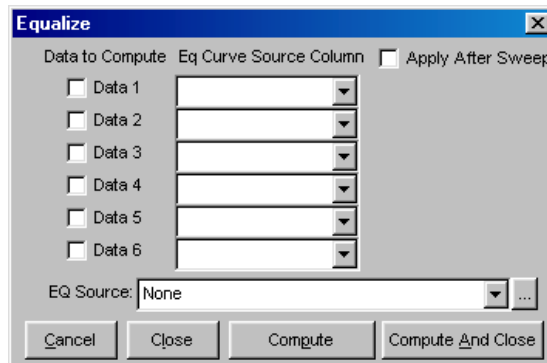 Equalize
Data to Compute Eq Curve Source Column Apply After Sweep
Data 1
Data 2
Data 3
Data 4
Data 5
Data 6
EQ Source: None ...
Cancel Close Compute Compute And Close